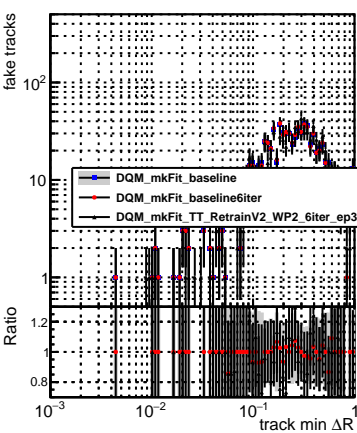 fake tracks
10²
10
1
DQM_mkFit_baseline
DQM_mkFit_baseline6iter
DQM_mkFit_TT_RetrainV2_WP2_6iter_ep3
Ratio
1.2
1
0.8
10⁻³ 10⁻² 10⁻¹ 1
track min ΔR